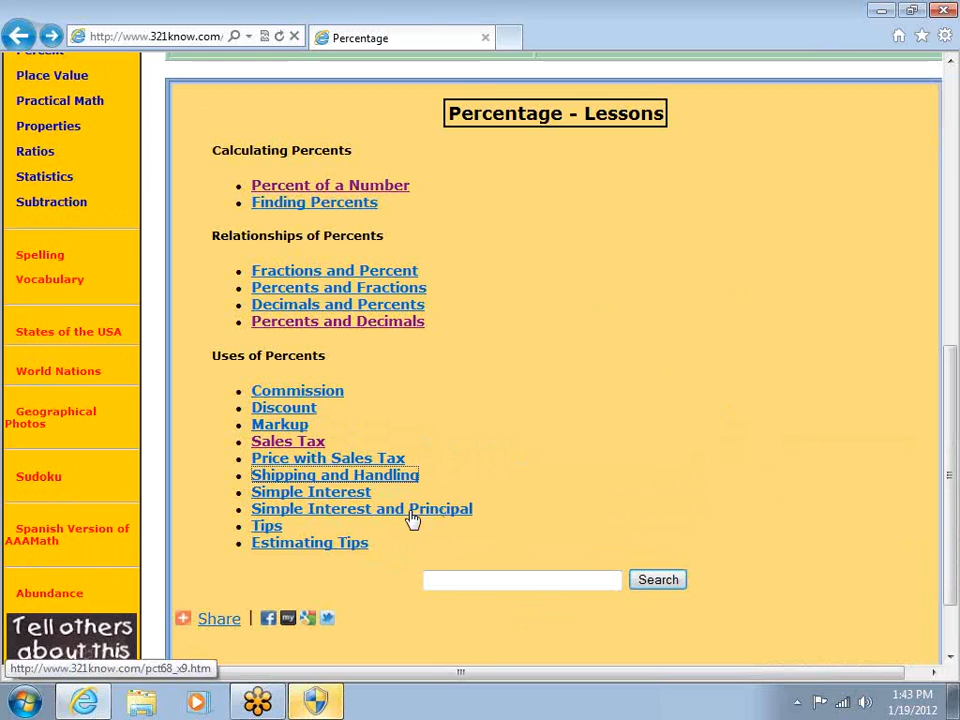 http://www.321know.com/
Percentage
Percent
Place Value
Practical Math
Properties
Ratios
Statistics
Subtraction
Spelling
Vocabulary
States of the USA
World Nations
Geographical
Photos
Sudoku
Spanish Version of
AAAMath
Abundance
Tell others
about this
http://www.321know.com/pct68_x9.htm
Percentage - Lessons
Calculating Percents
Percent of a Number
Finding Percents
Relationships of Percents
Fractions and Percent
Percents and Fractions
Decimals and Percents
Percents and Decimals
Uses of Percents
Commission
Discount
Markup
Sales Tax
Price with Sales Tax
Shipping and Handling
Simple Interest
Simple Interest and Principal
Tips
Estimating Tips
Search
Share |
1:43 PM
1/19/2012